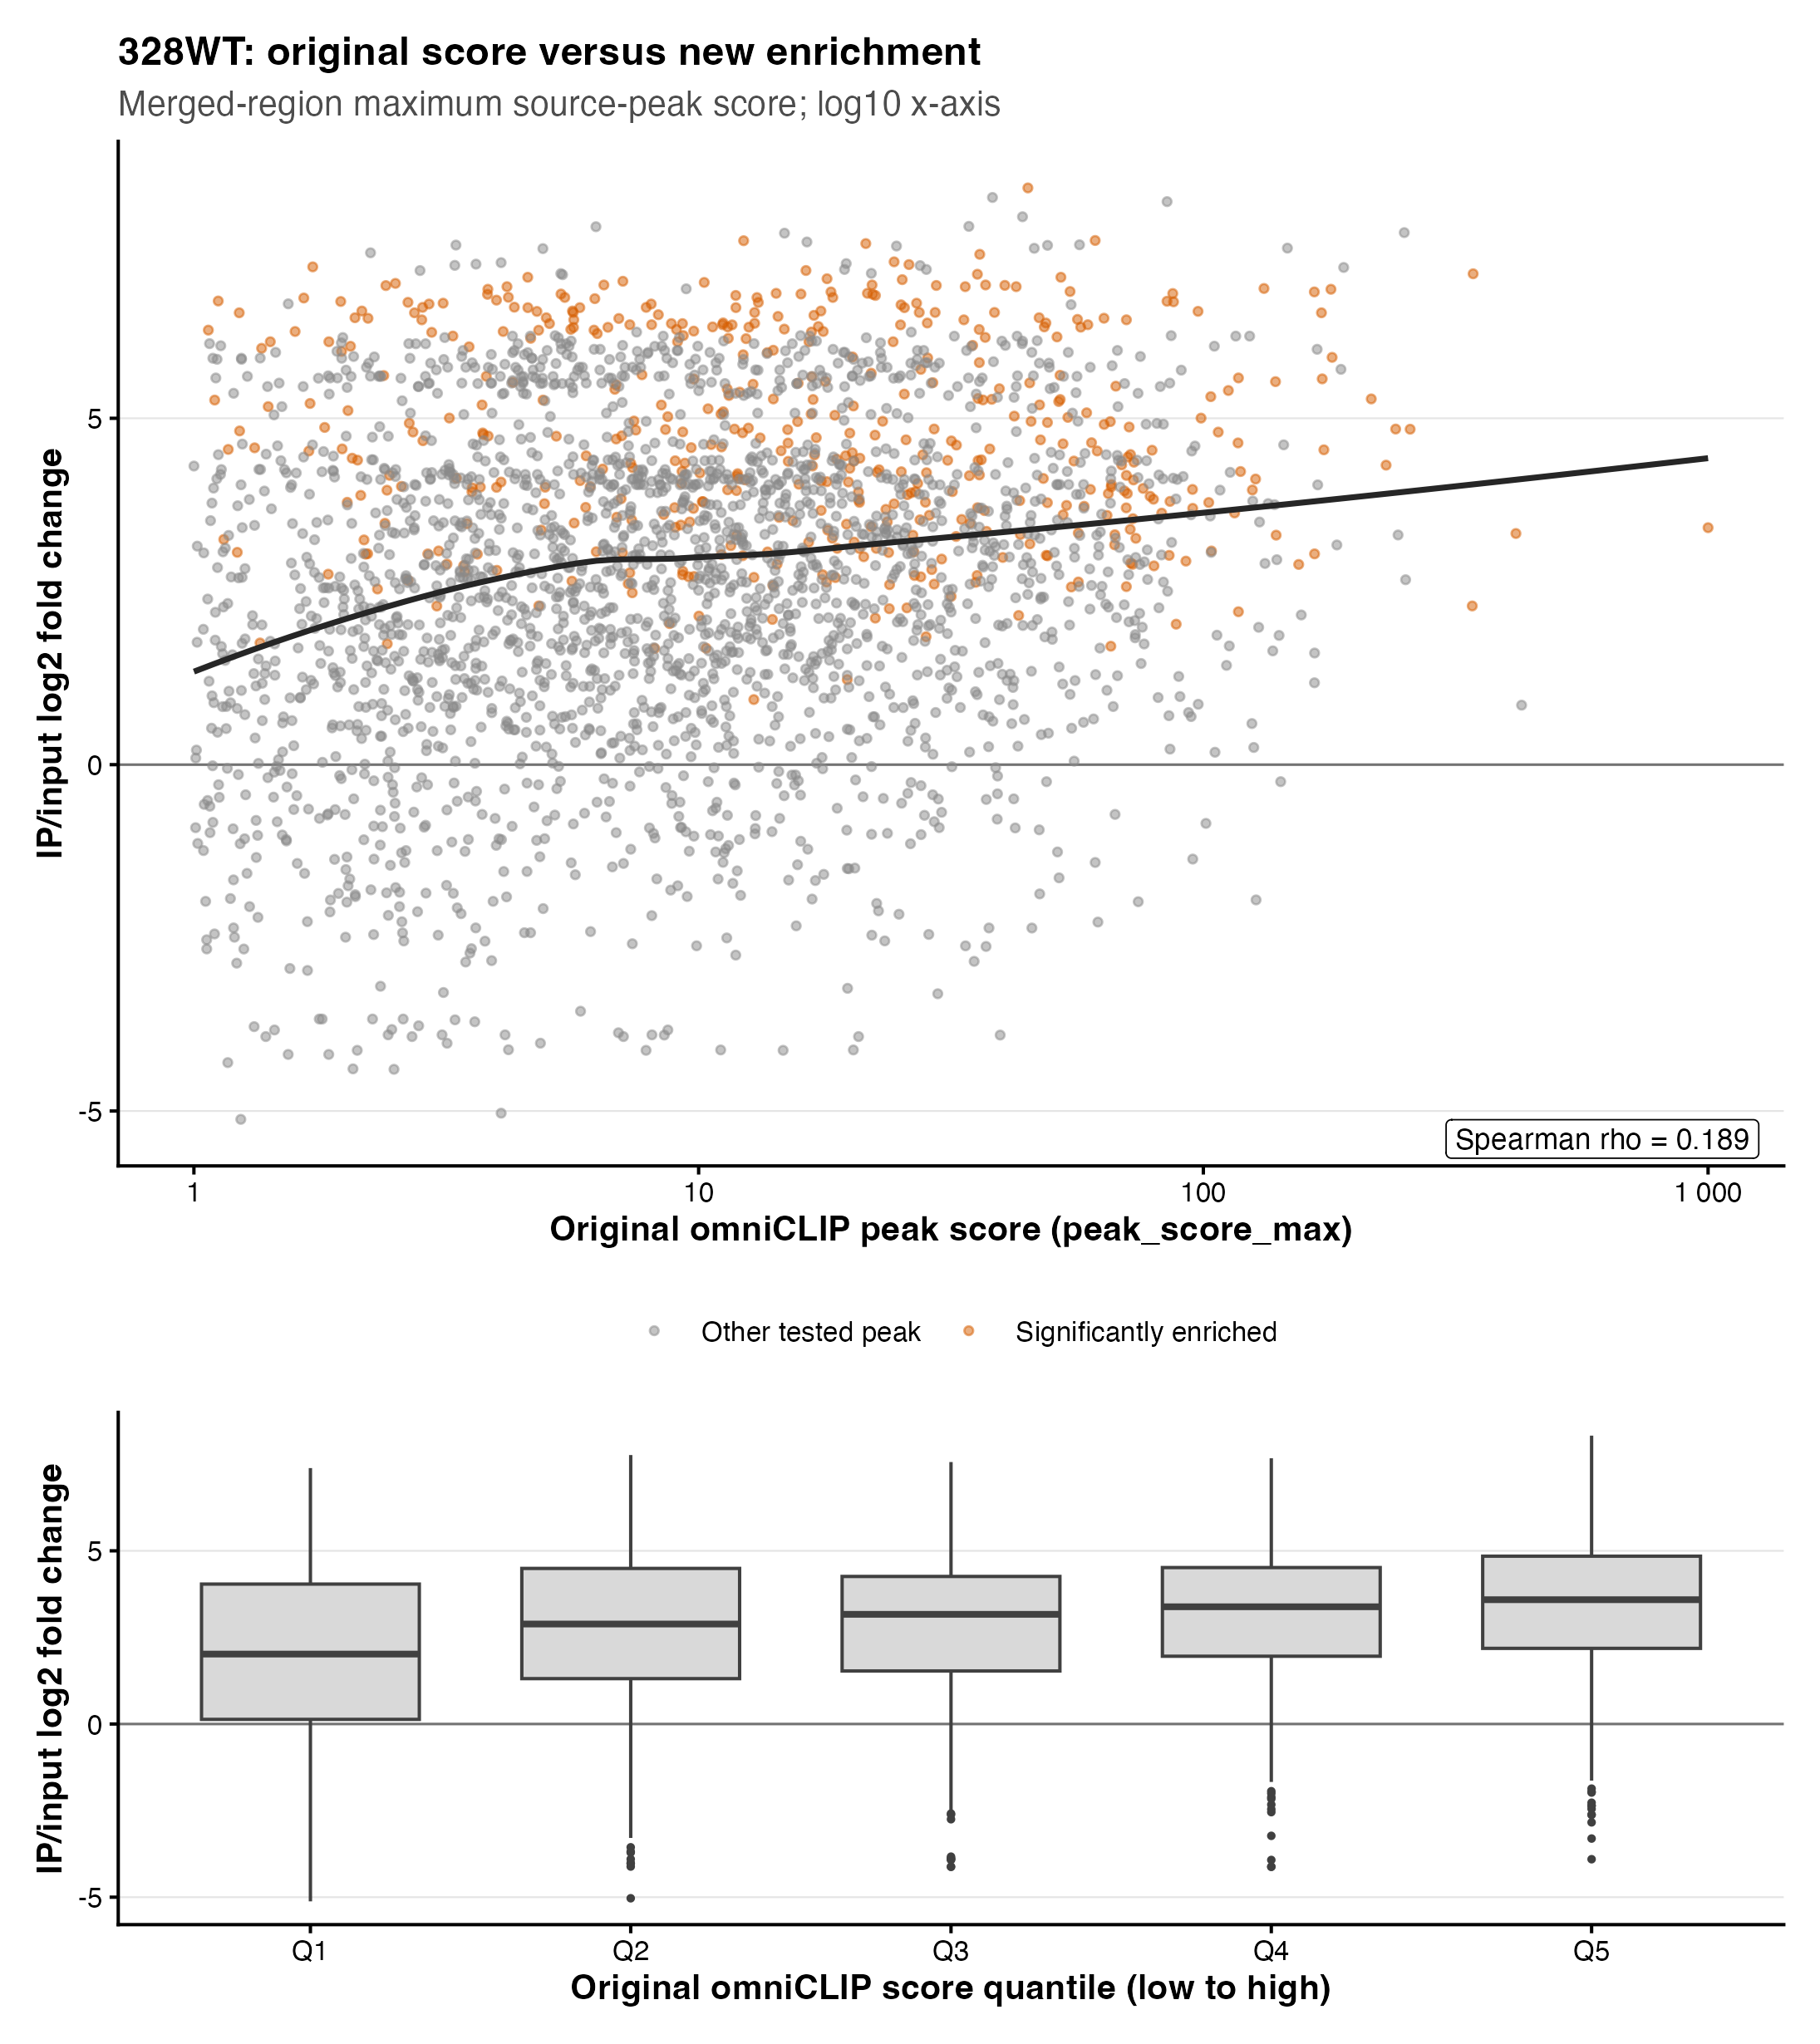 328WT: original score versus new enrichment
Merged-region maximum source-peak score; log10 x-axis
IP/input log2 fold change
5
0
-5
Spearman rho = 0.189
1
10
100
1 000
Original omniCLIP peak score (peak_score_max)
Other tested peak
Significantly enriched
IP/input log2 fold change
5
0
-5
Q1
Q2
Q3
Q4
Q5
Original omniCLIP score quantile (low to high)